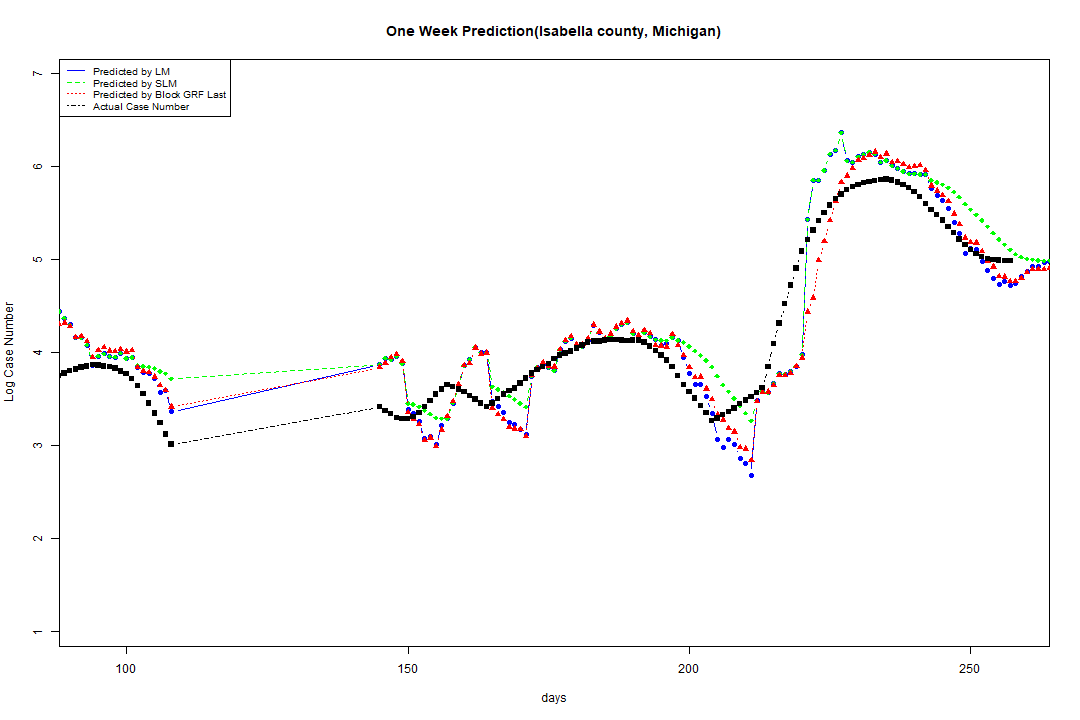 One Week Prediction(Isabella county, Michigan)
Predicted by LM
Predicted by SLM
Predicted by Block GRF Last
Actual Case Number
7
6
5
4
3
2
1
Log Case Number
100 150 200 250
days